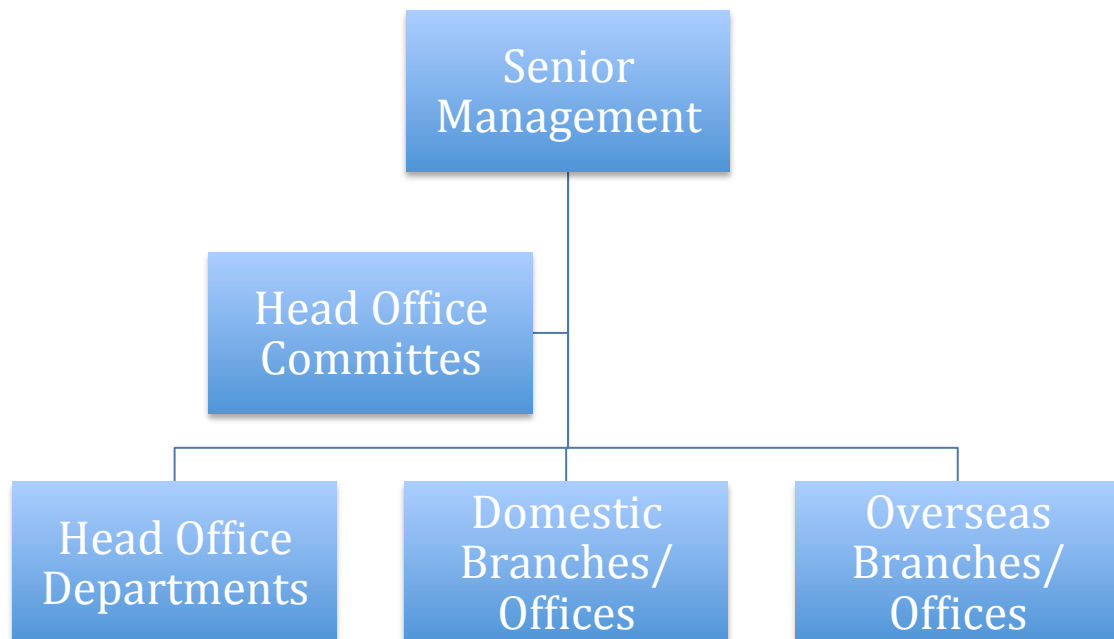 Senior
Management
Head Office
Committes
Head Office
Departments
Domestic
Branches/
Offices
Overseas
Branches/
Offices